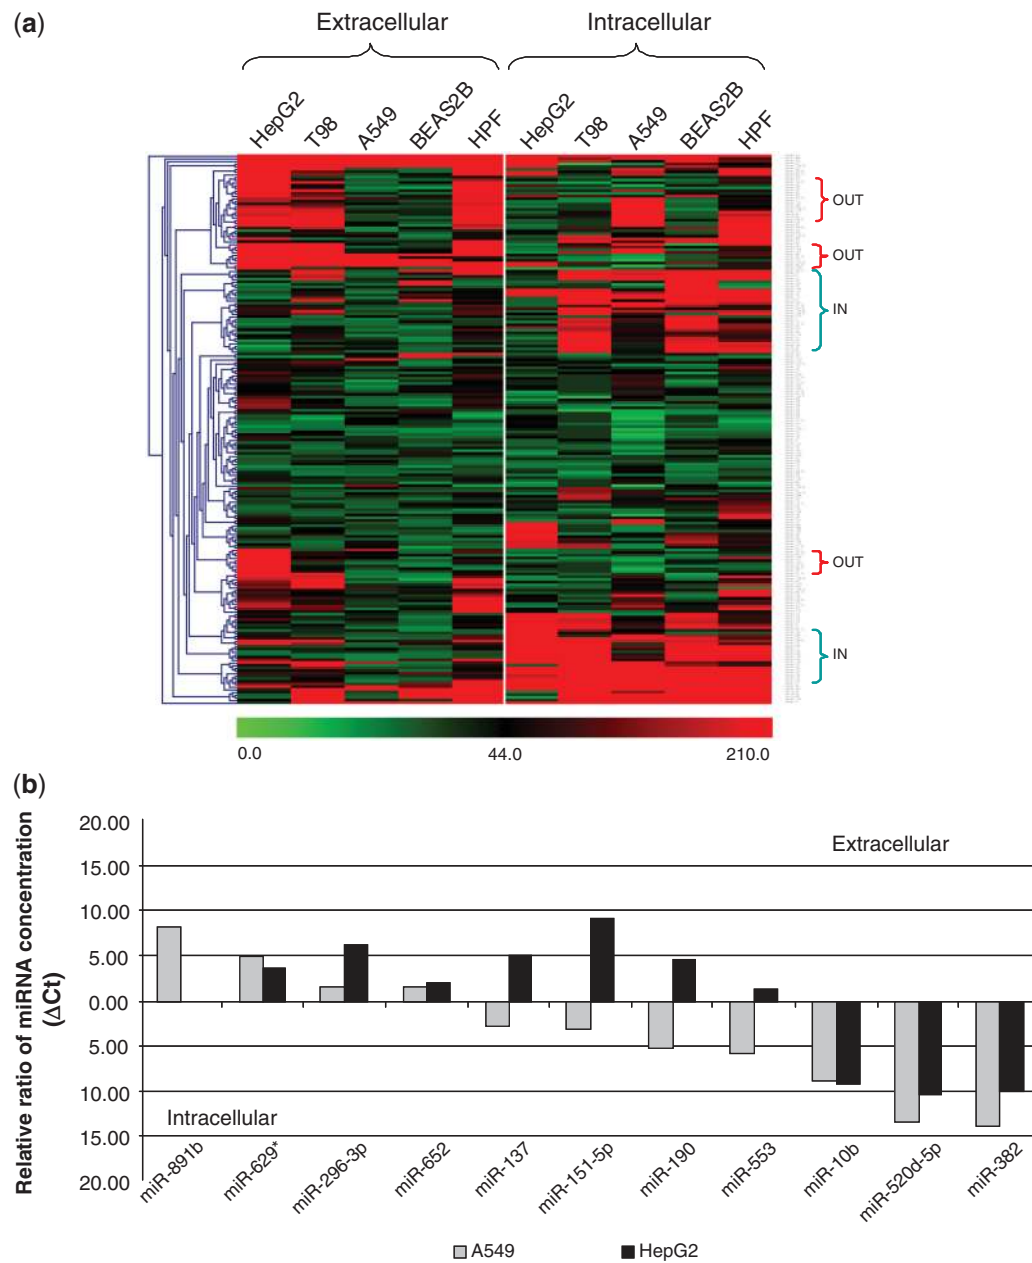 (a)
Extracellular Intracellular
HepG2 T98 A549 BEAS2B HPF HepG2 T98 A549 BEAS2B HPF
OUT
OUT
IN
OUT
IN
0.0 44.0 210.0
(b)
Relative ratio of miRNA concentration
(ΔCt)
20.00
15.00
10.00
5.00
0.00
5.00
10.00
15.00
20.00
Extracellular
Intracellular
miR-891b miR-629* miR-296-3p miR-652 miR-137 miR-151-5p miR-190 miR-553 miR-10b miR-520d-5p miR-382
A549 HepG2